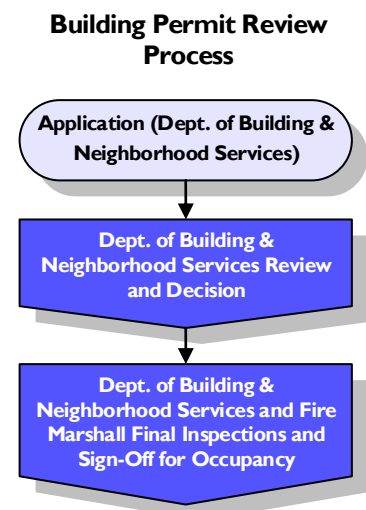 Building Permit Review
Process
Application (Dept. of Building &
Neighborhood Services)
Dept. of Building &
Neighborhood Services Review
and Decision
Dept. of Building &
Neighborhood Services and Fire
Marshall Final Inspections and
Sign-Off for Occupancy